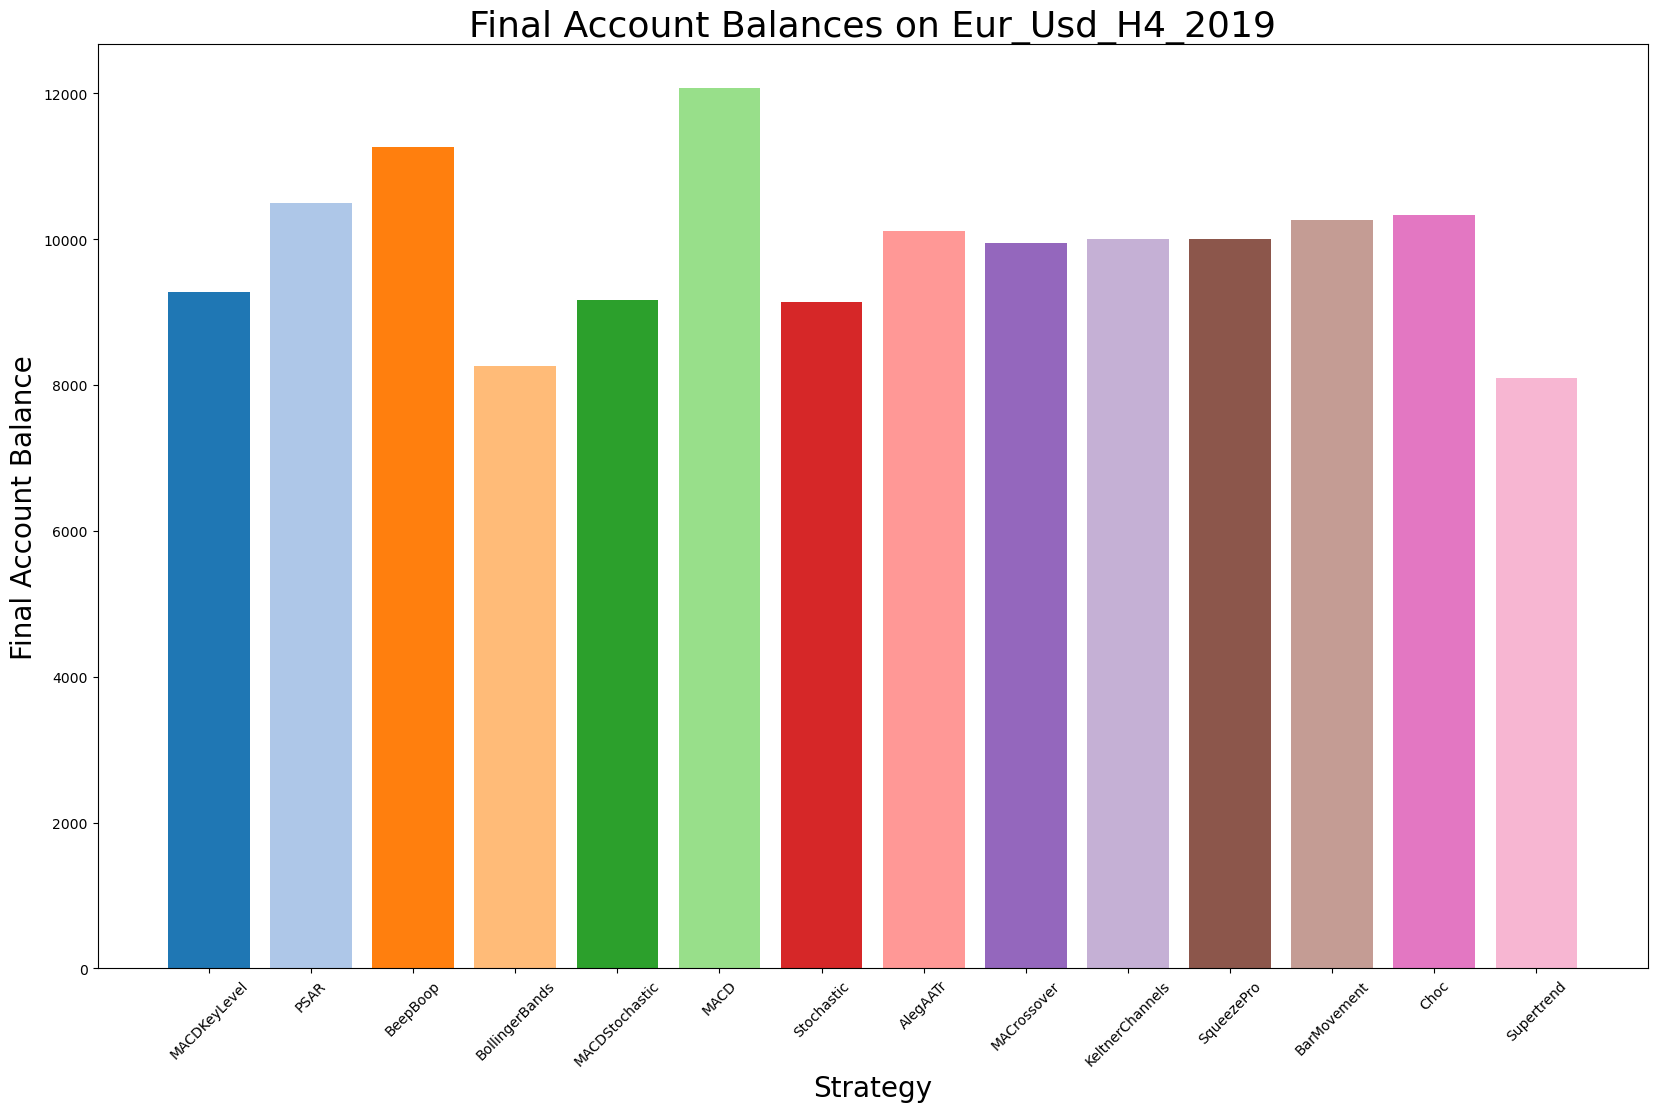 Final Account Balances on Eur_Usd_H4_2019
Final Account Balance
12000
10000
8000
6000
4000
2000
0
MACDKeyLevel
PSAR
BeepBoop
BollingerBands
MACDStochastic
MACD
Stochastic
AlegAATr
MACrossover
KeltnerChannels
SqueezePro
BarMovement
Choc
Supertrend
Strategy